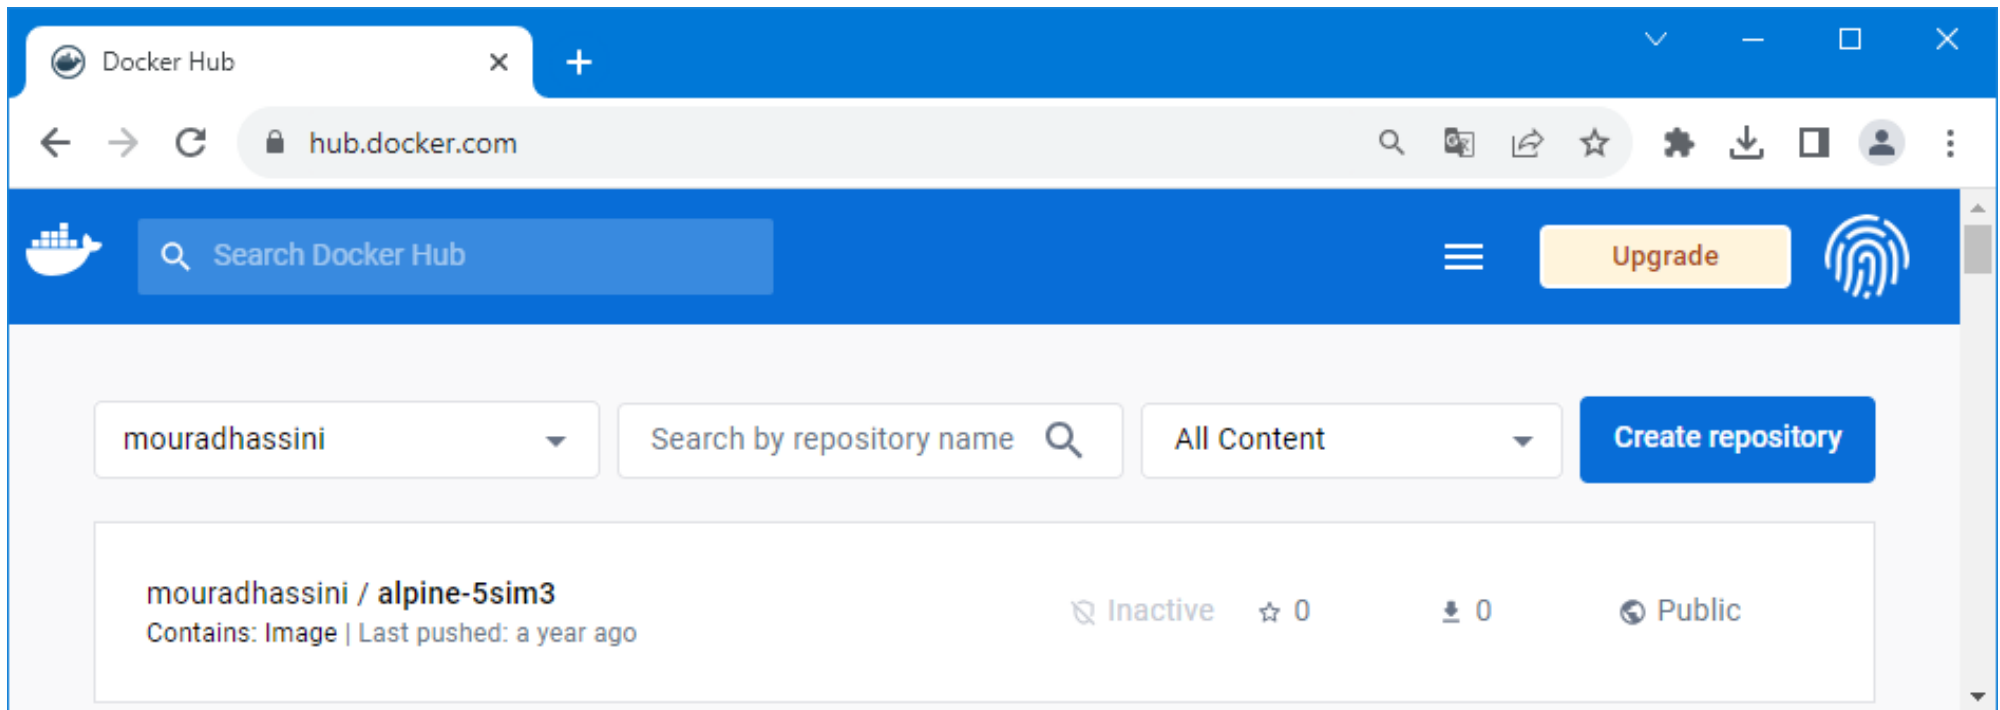 Docker Hub
hub.docker.com
Search Docker Hub
Upgrade
mouradhassini
Search by repository name
All Content
Create repository
mouradhassini / alpine-5sim3
Contains: Image | Last pushed: a year ago
Inactive
0
0
Public